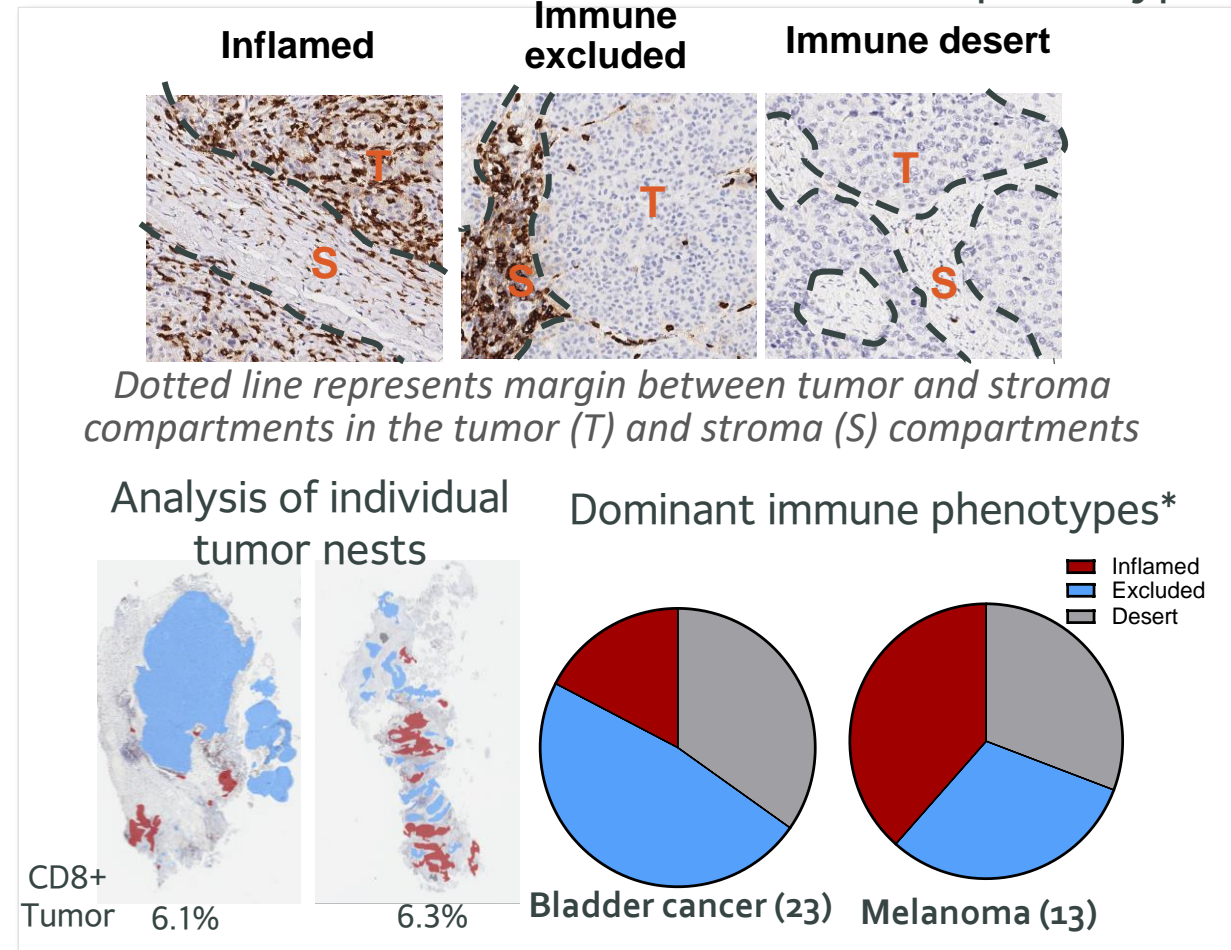 Inflamed
Immune
excluded
Immune desert
T
S
T
S
T
S
Dotted line represents margin between tumor and stroma
compartments in the tumor (T) and stroma (S) compartments
Analysis of individual
tumor nests
Dominant immune phenotypes*
Inflamed
Excluded
Desert
CD8+
Tumor
6.1%
6.3%
Bladder cancer (23)
Melanoma (13)